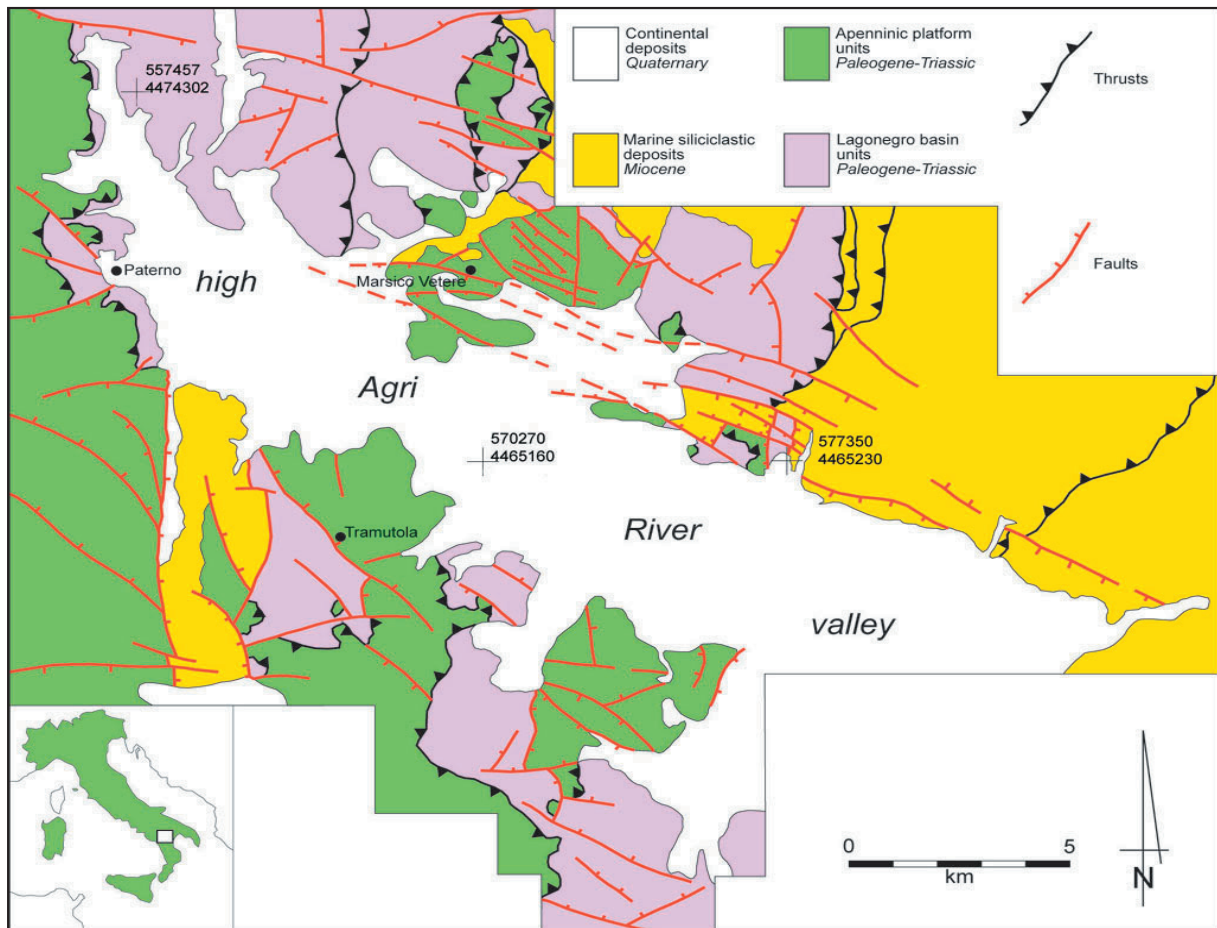 Continental
deposits
Quaternary
Apenninic platform
units
Paleogene-Triassic
Thrusts
Marine siliciclastic
deposits
Miocene
Lagonegro basin
units
Paleogene-Triassic
Faults
557457
4474302
Paterno
high
Marsico Vetere
Agri
570270
4465160
577350
4465230
Tramutola
River
valley
0
5
km
N